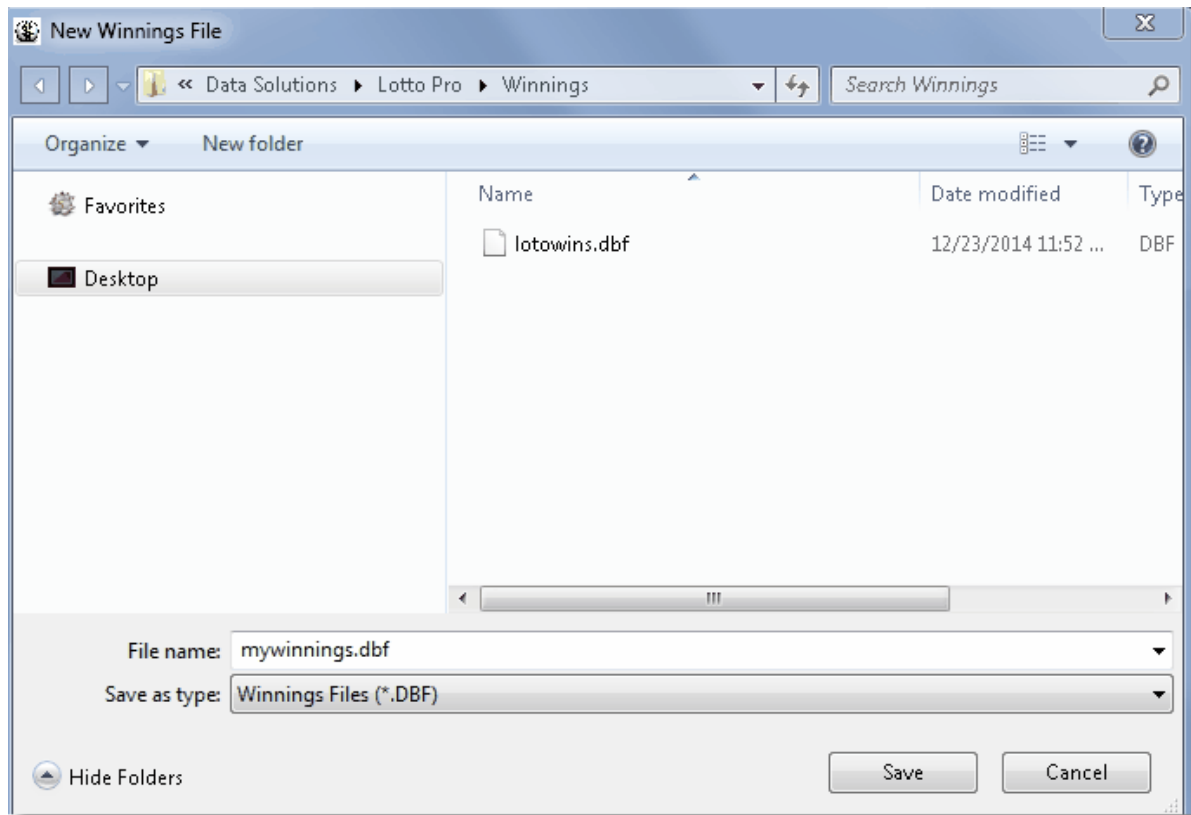 New Winnings File
« Data Solutions Lotto Pro Winnings Search Winnings
Organize New folder
Favorites
Desktop
Name Date modified Type
lotowins.dbf 12/23/2014 11:52 ... DBF
File name: mywinnings.dbf
Save as type: Winnings Files (*.DBF)
Hide Folders Save Cancel